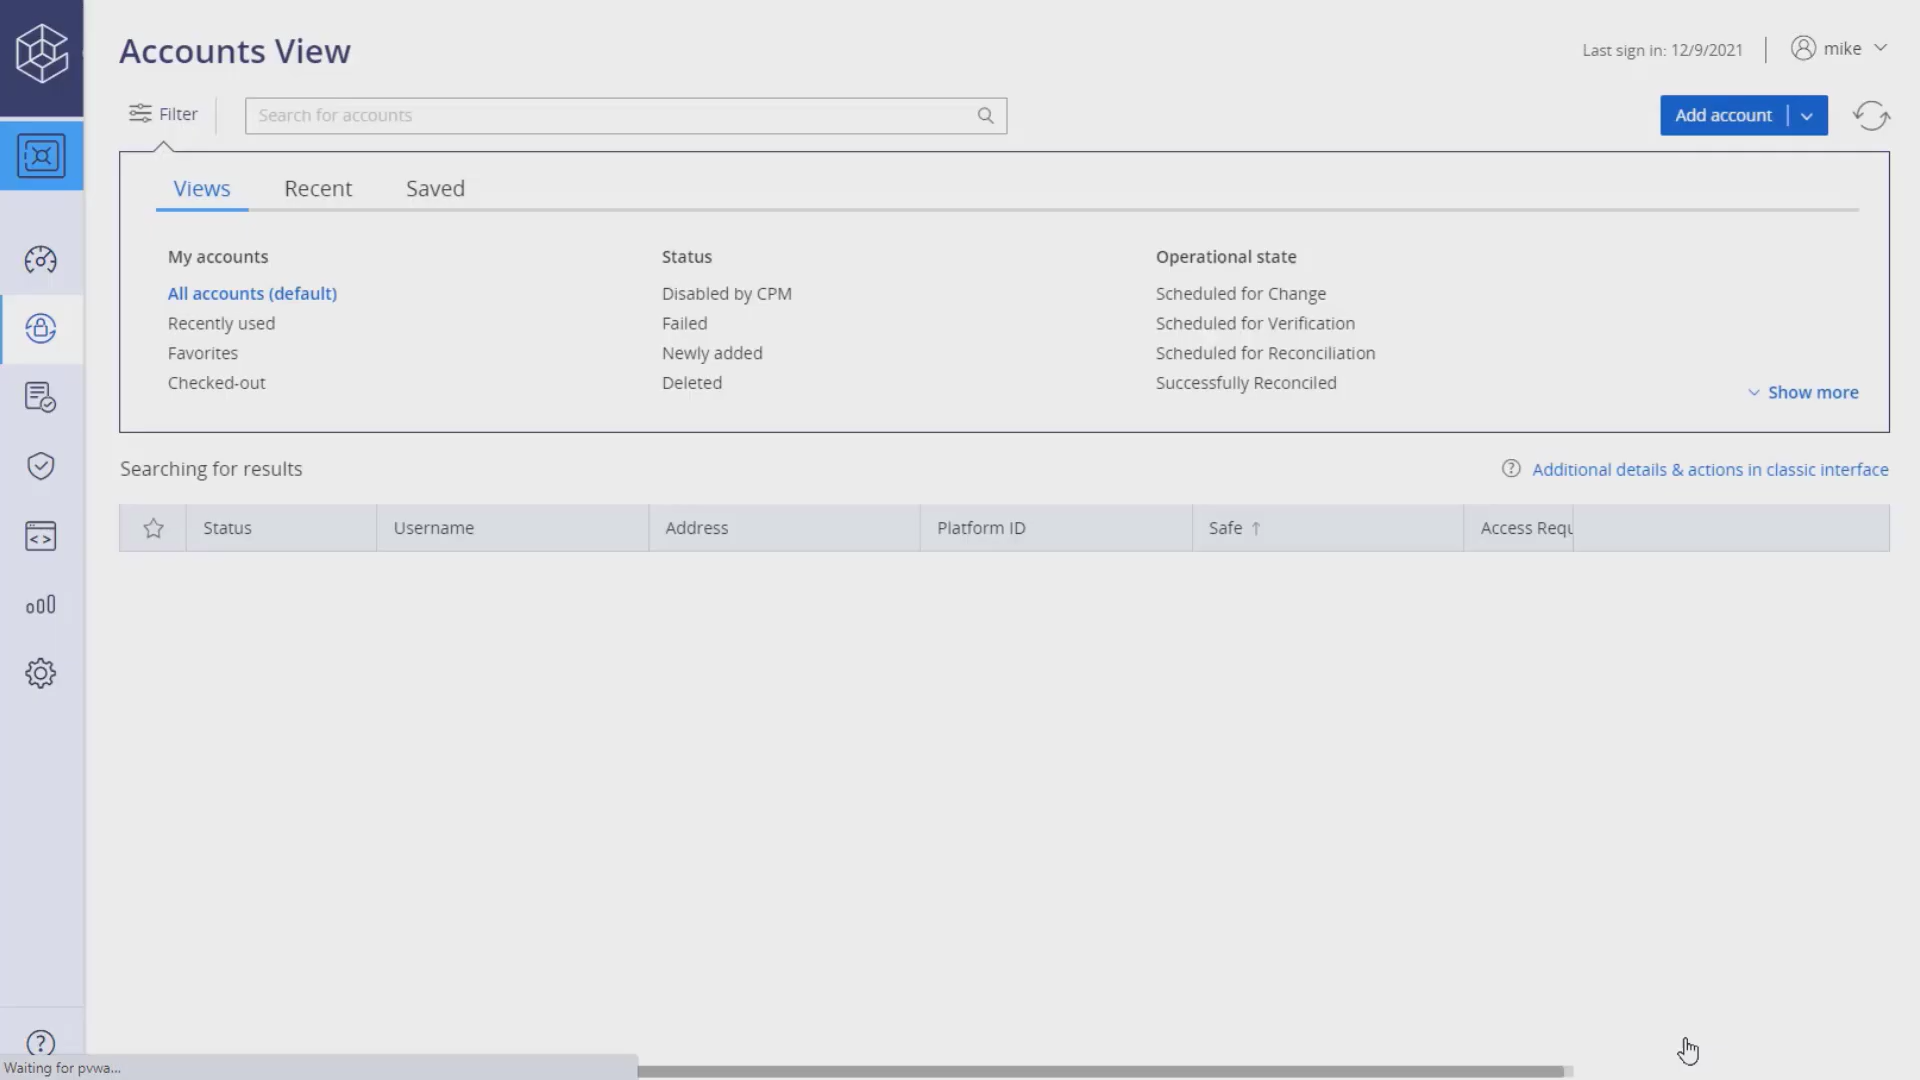 Accounts View
Last sign in: 12/9/2021
mike
Filter
Search for accounts
Add account
Views Recent Saved
My accounts
All accounts (default)
Recently used
Favorites
Checked-out
Status
Disabled by CPM
Failed
Newly added
Deleted
Operational state
Scheduled for Change
Scheduled for Verification
Scheduled for Reconciliation
Successfully Reconciled
Show more
Searching for results
? Additional details & actions in classic interface
Status Username Address Platform ID Safe ↑ Access Requ
?
Waiting for pvwa...